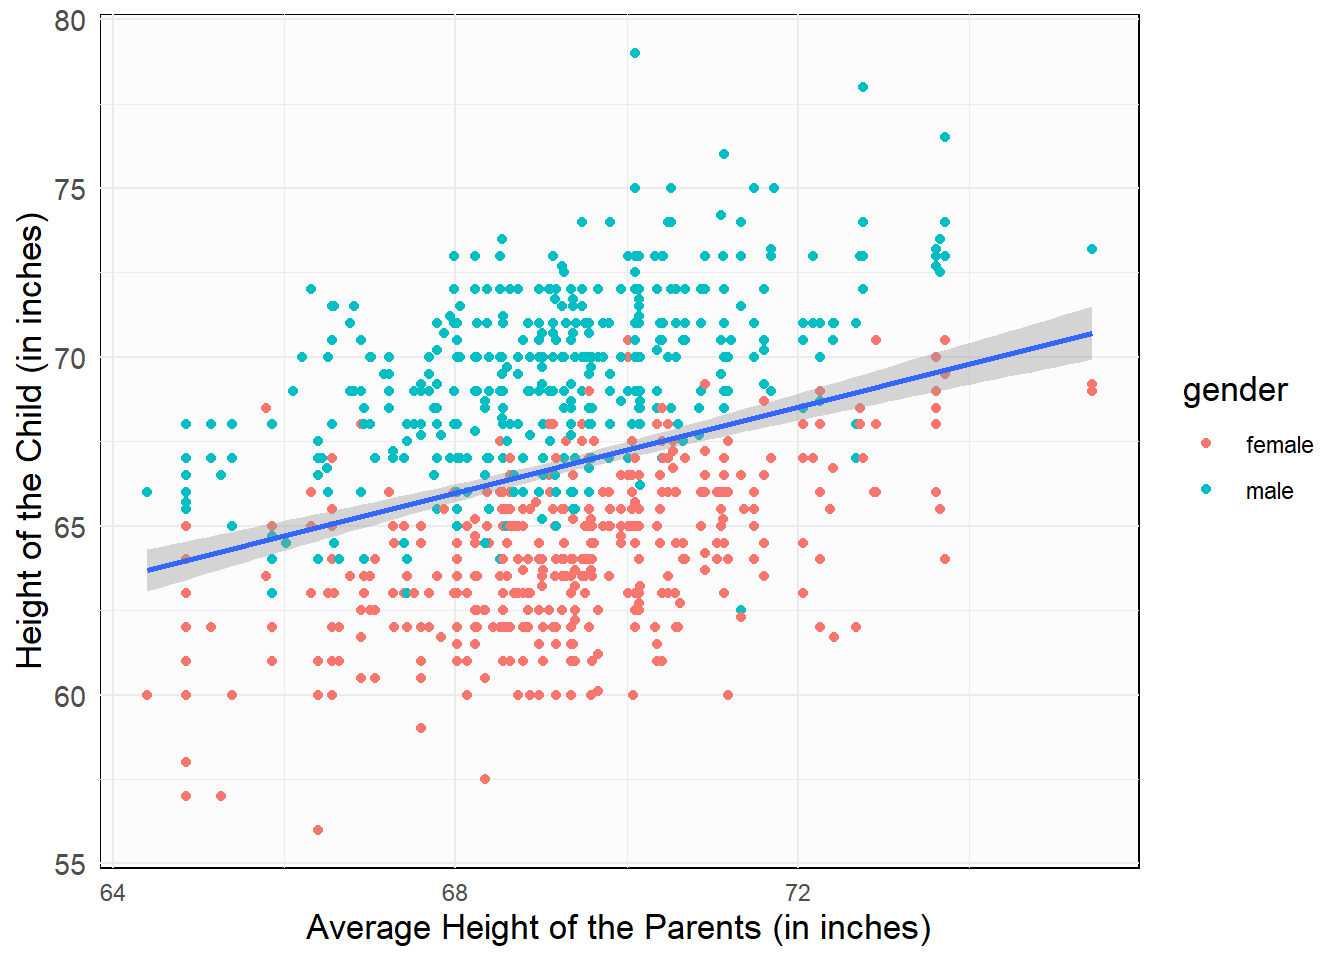 80
75
70
65
60
55
Height of the Child (in inches)
64
68
72
Average Height of the Parents (in inches)
gender
female
male